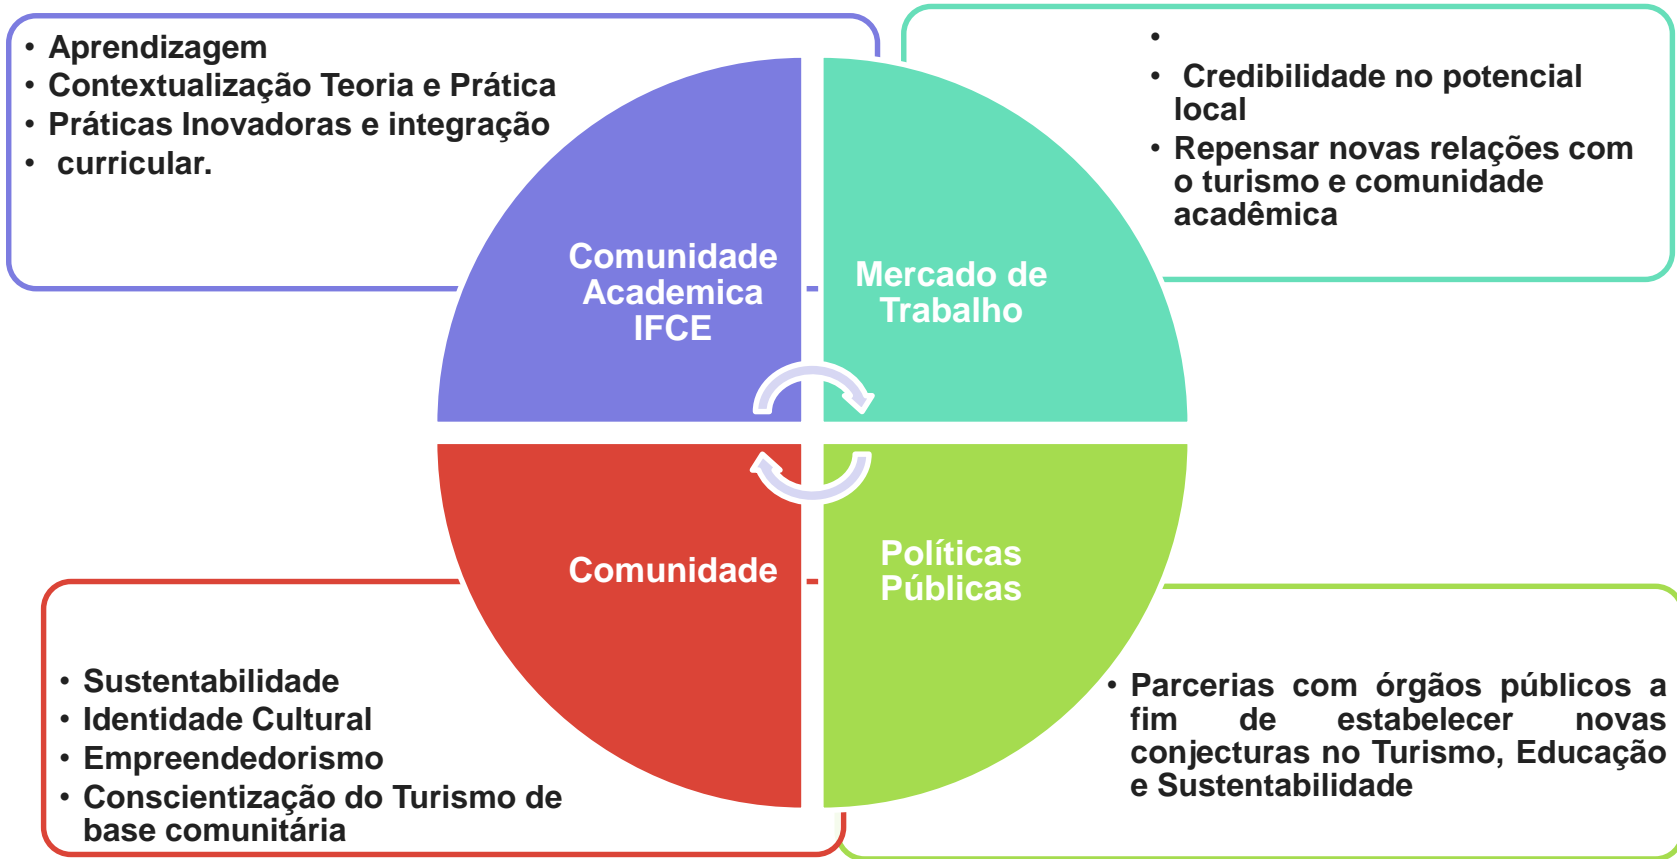 • Aprendizagem
• Contextualização Teoria e Prática
• Práticas Inovadoras e integração
• curricular.
•
• Credibilidade no potencial
local
• Repensar novas relações com
o turismo e comunidade
acadêmica
Comunidade
Academica
IFCE
Mercado de
Trabalho
Comunidade
Políticas
Públicas
• Sustentabilidade
• Identidade Cultural
• Empreendedorismo
• Conscientização do Turismo de
base comunitária
• Parcerias com órgãos públicos a
fim de estabelecer novas
conjecturas no Turismo, Educação
e Sustentabilidade